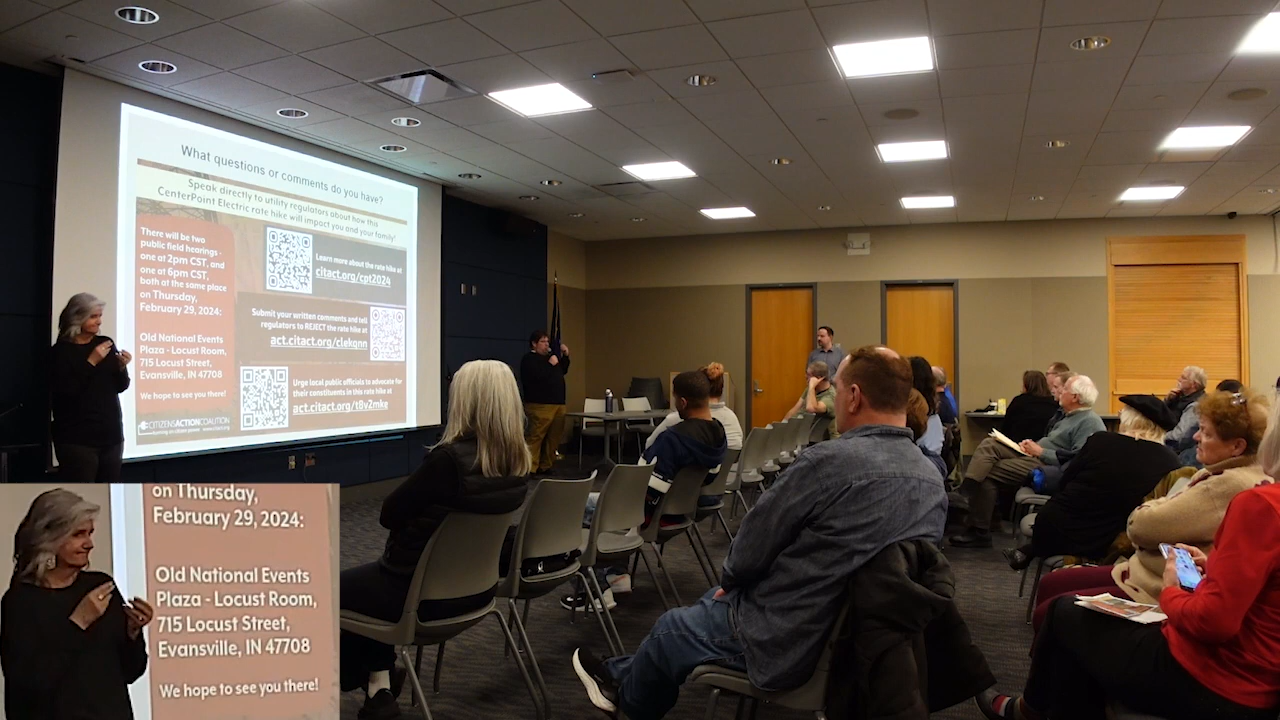 What questions or comments do you have?
Speak directly to utility regulators about how this
CenterPoint Electric rate hike will impact you and your family!
There will be two
public field hearings -
one at 2pm CST, and
one at 6pm CST,
both at the same place
on Thursday,
February 29, 2024:
Old National Events
Plaza - Locust Room,
715 Locust Street,
Evansville, IN 47708
We hope to see you there!
Learn more about the rate hike at
citact.org/cpt2024
Submit your written comments and tell
regulators to REJECT the rate hike at
act.citact.org/clekqnn
Urge local public officials to advocate for
their constituents in this rate hike at
act.citact.org/t8v2mke
CITIZENSACTIONCOALITION
on Thursday,
February 29, 2024:
Old National Events
Plaza - Locust Room,
715 Locust Street,
Evansville, IN 47708
We hope to see you there!